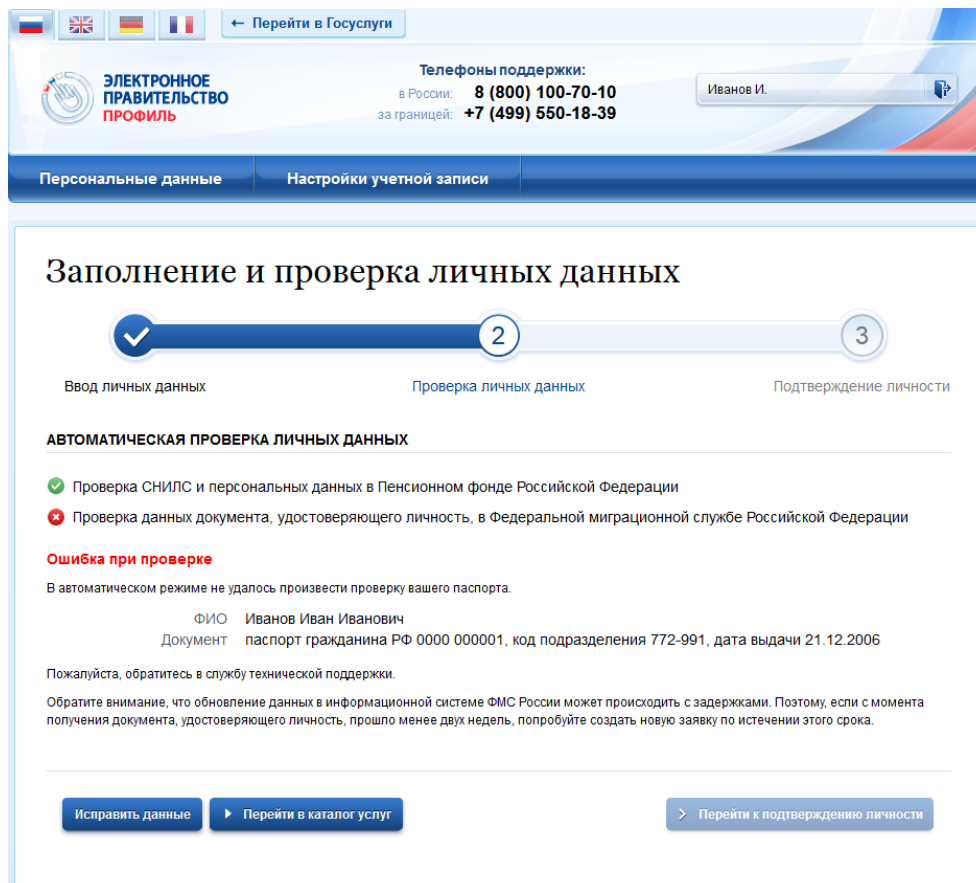 ← Перейти в Госуслуги
ЭЛЕКТРОННОЕ
ПРАВИТЕЛЬСТВО
ПРОФИЛЬ
Телефоны поддержки:
в России: 8 (800) 100-70-10
за границей: +7 (499) 550-18-39
Иванов И.
Персональные данные Настройки учетной записи
Заполнение и проверка личных данных
2 3
Ввод личных данных Проверка личных данных Подтверждение личности
АВТОМАТИЧЕСКАЯ ПРОВЕРКА ЛИЧНЫХ ДАННЫХ
Проверка СНИЛС и персональных данных в Пенсионном фонде Российской Федерации
Проверка данных документа, удостоверяющего личность, в Федеральной миграционной службе Российской Федерации
Ошибка при проверке
В автоматическом режиме не удалось произвести проверку вашего паспорта.
ФИО Иванов Иван Иванович
Документ паспорт гражданина РФ 0000 000001, код подразделения 772-991, дата выдачи 21.12.2006
Пожалуйста, обратитесь в службу технической поддержки.
Обратите внимание, что обновление данных в информационной системе ФМС России может происходить с задержками. Поэтому, если с момента
получения документа, удостоверяющего личность, прошло менее двух недель, попробуйте создать новую заявку по истечении этого срока.
Исправить данные Перейти в каталог услуг Перейти к подтверждению личности